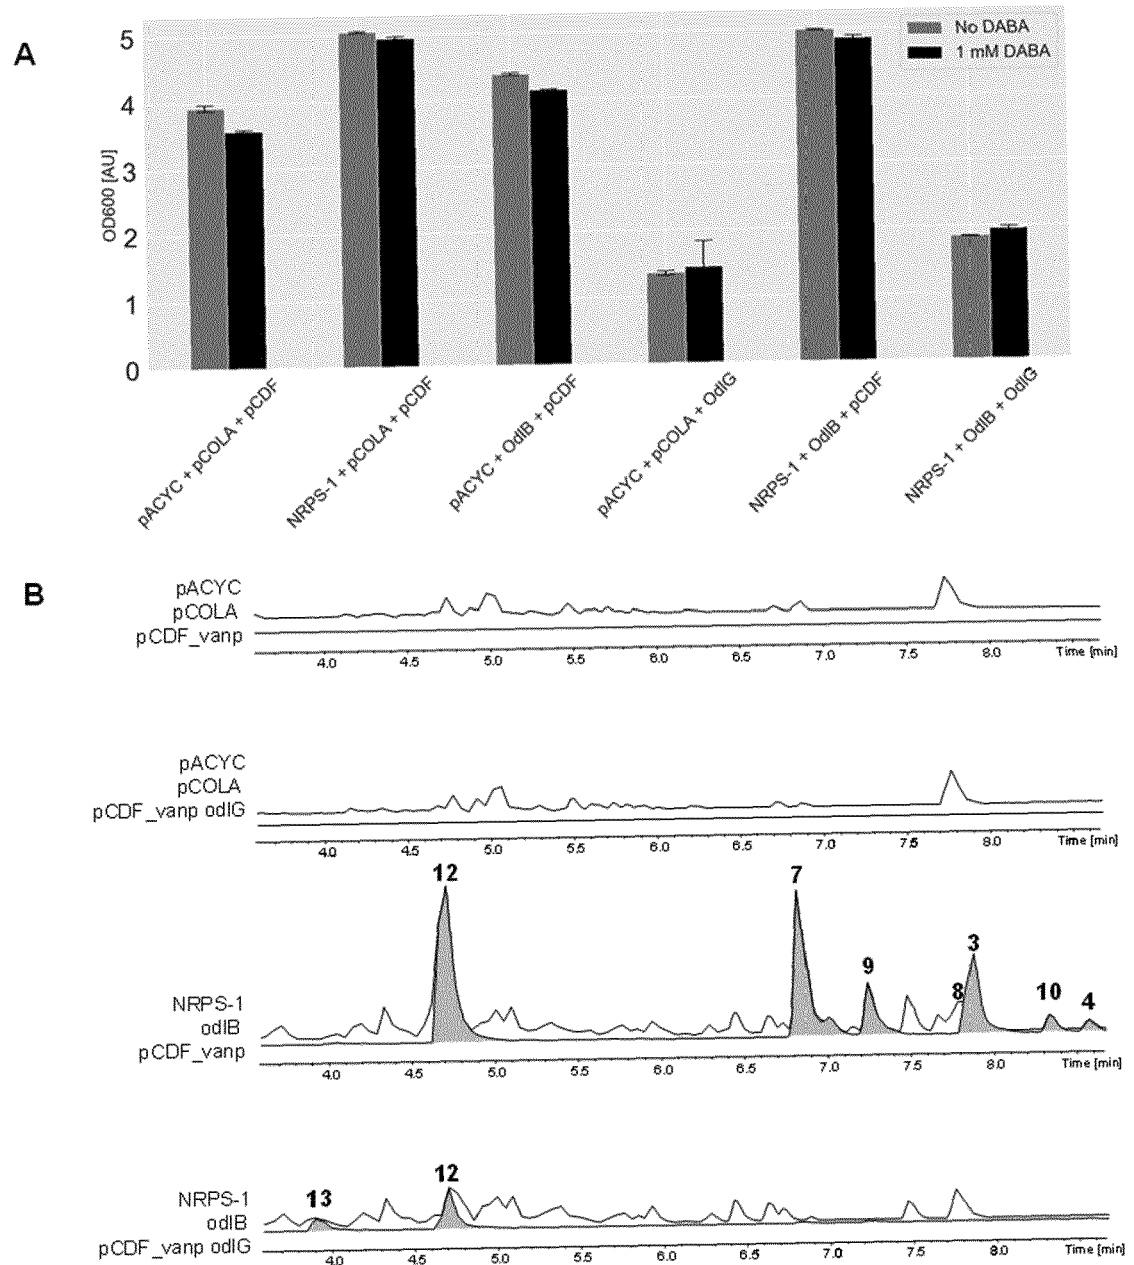 A
5
4
3
2
1
0
OD600 [AU]
No DABA
1 mM DABA
pACYC + pCOLA + pCDF
NRPS-1 + pCOLA + pCDF
pACYC + OdlB + pCDF
pACYC + pCOLA + OdlG
NRPS-1 + OdlB + pCDF
NRPS-1 + OdlB + OdlG
B
pACYC
pCOLA
pCDF_vanp
4.0 4.5 5.0 5.5 6.0 6.5 7.0 7.5 8.0 Time [min]
pACYC
pCOLA
pCDF_vanp odlG
4.0 4.5 5.0 5.5 6.0 6.5 7.0 7.5 8.0 Time [min]
12 7 9 8 3 10 4
NRPS-1
odlB
pCDF_vanp
4.0 4.5 5.0 5.5 6.0 6.5 7.0 7.5 8.0 Time [min]
13 12
NRPS-1
odlB
pCDF_vanp odlG
4.0 4.5 5.0 5.5 6.0 6.5 7.0 7.5 8.0 Time [min]